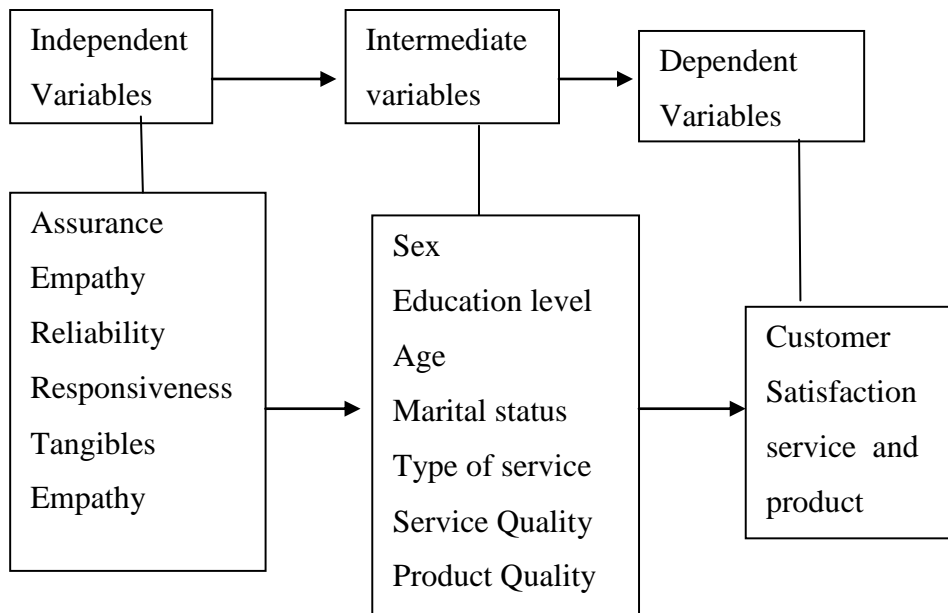 Independent
Variables
Intermediate
variables
Dependent
Variables
Assurance
Empathy
Reliability
Responsiveness
Tangibles
Empathy
Sex
Education level
Age
Marital status
Type of service
Service Quality
Product Quality
Customer
Satisfaction
service and
product